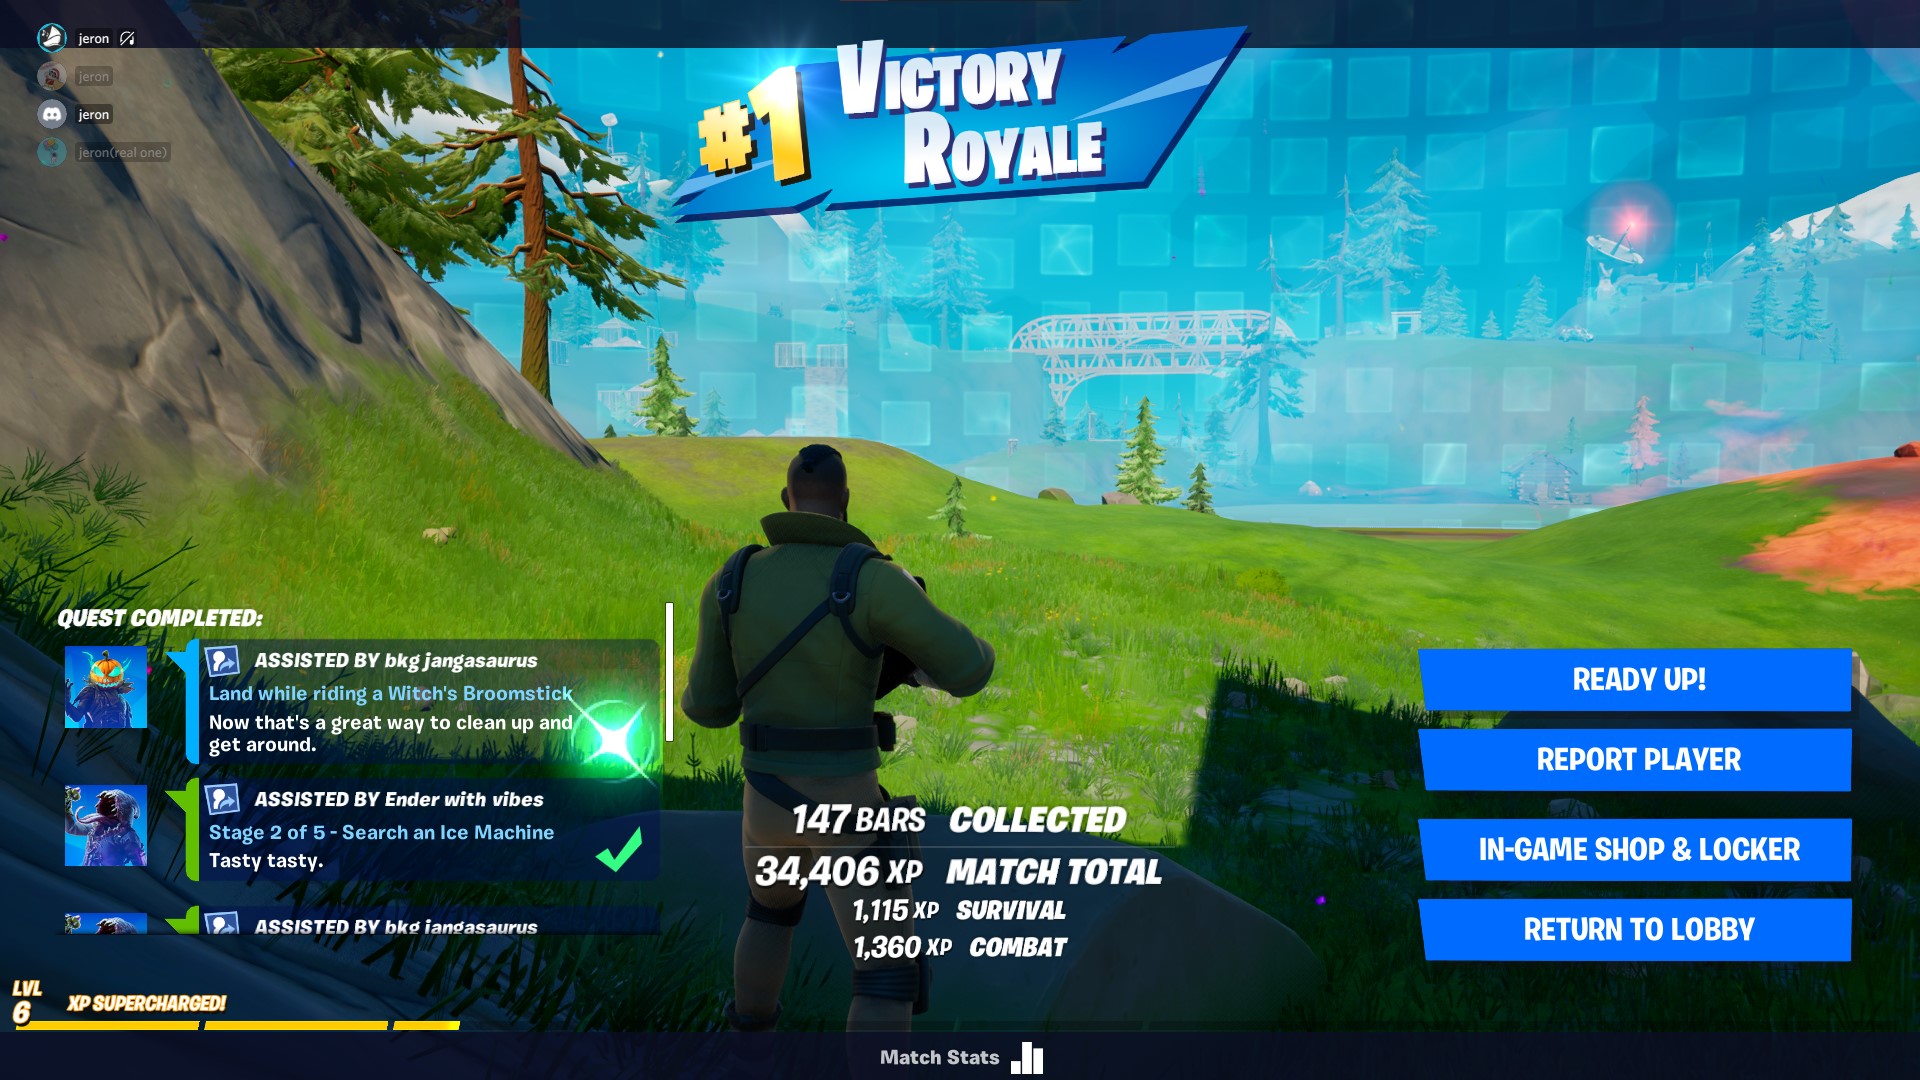 jeron
jeron
jeron
jeron(real one)
#1 VICTORY
ROYALE
QUEST COMPLETED:
ASSISTED BY bkg jangasaurus
Land while riding a Witch's Broomstick
Now that's a great way to clean up and
get around.
ASSISTED BY Ender with vibes
Stage 2 of 5 - Search an Ice Machine
Tasty tasty.
ASSISTED BY bkg jangasaurus
147 BARS COLLECTED
34,406 XP MATCH TOTAL
1,115 XP SURVIVAL
1,360 XP COMBAT
READY UP!
REPORT PLAYER
IN-GAME SHOP & LOCKER
RETURN TO LOBBY
LVL
6
XP SUPERCHARGED!
Match Stats